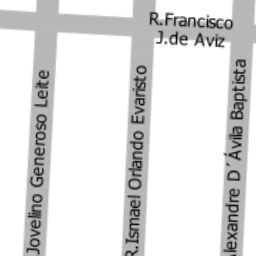 R.Francisco
J.de Aviz
Jovelino Generoso Leite
R.Ismael Orlando Evaristo
Alexandre D´Ávila Baptista